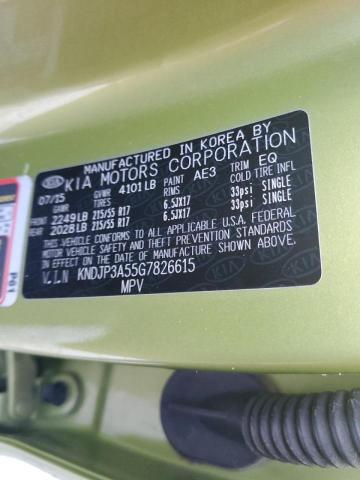 MANUFACTURED IN KOREA BY
KIA KIA MOTORS CORPORATION
07/15 GVWR 4101LB PAINT AE3 TRIM EQ
GAWR TIRES RIMS COLD TIRE INFL
FRONT 2249LB 215/55 R17 6.5JX17 33psi SINGLE
REAR 2028LB 215/55 R17 6.5JX17 33psi SINGLE
THIS VEHICLE CONFORMS TO ALL APPLICABLE U.S.A.
FEDERAL MOTOR VEHICLE SAFETY STANDARDS IN
EFFECT ON THE DATE OF MANUFACTURE SHOWN ABOVE.
V.I.N KNDJP3A55G7826615
MPV
P61